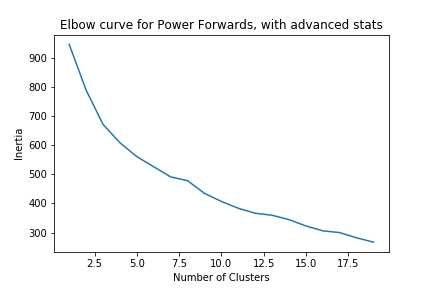 Elbow curve for Power Forwards, with advanced stats
900
800
700
600
500
400
300
Inertia
2.5 5.0 7.5 10.0 12.5 15.0 17.5
Number of Clusters